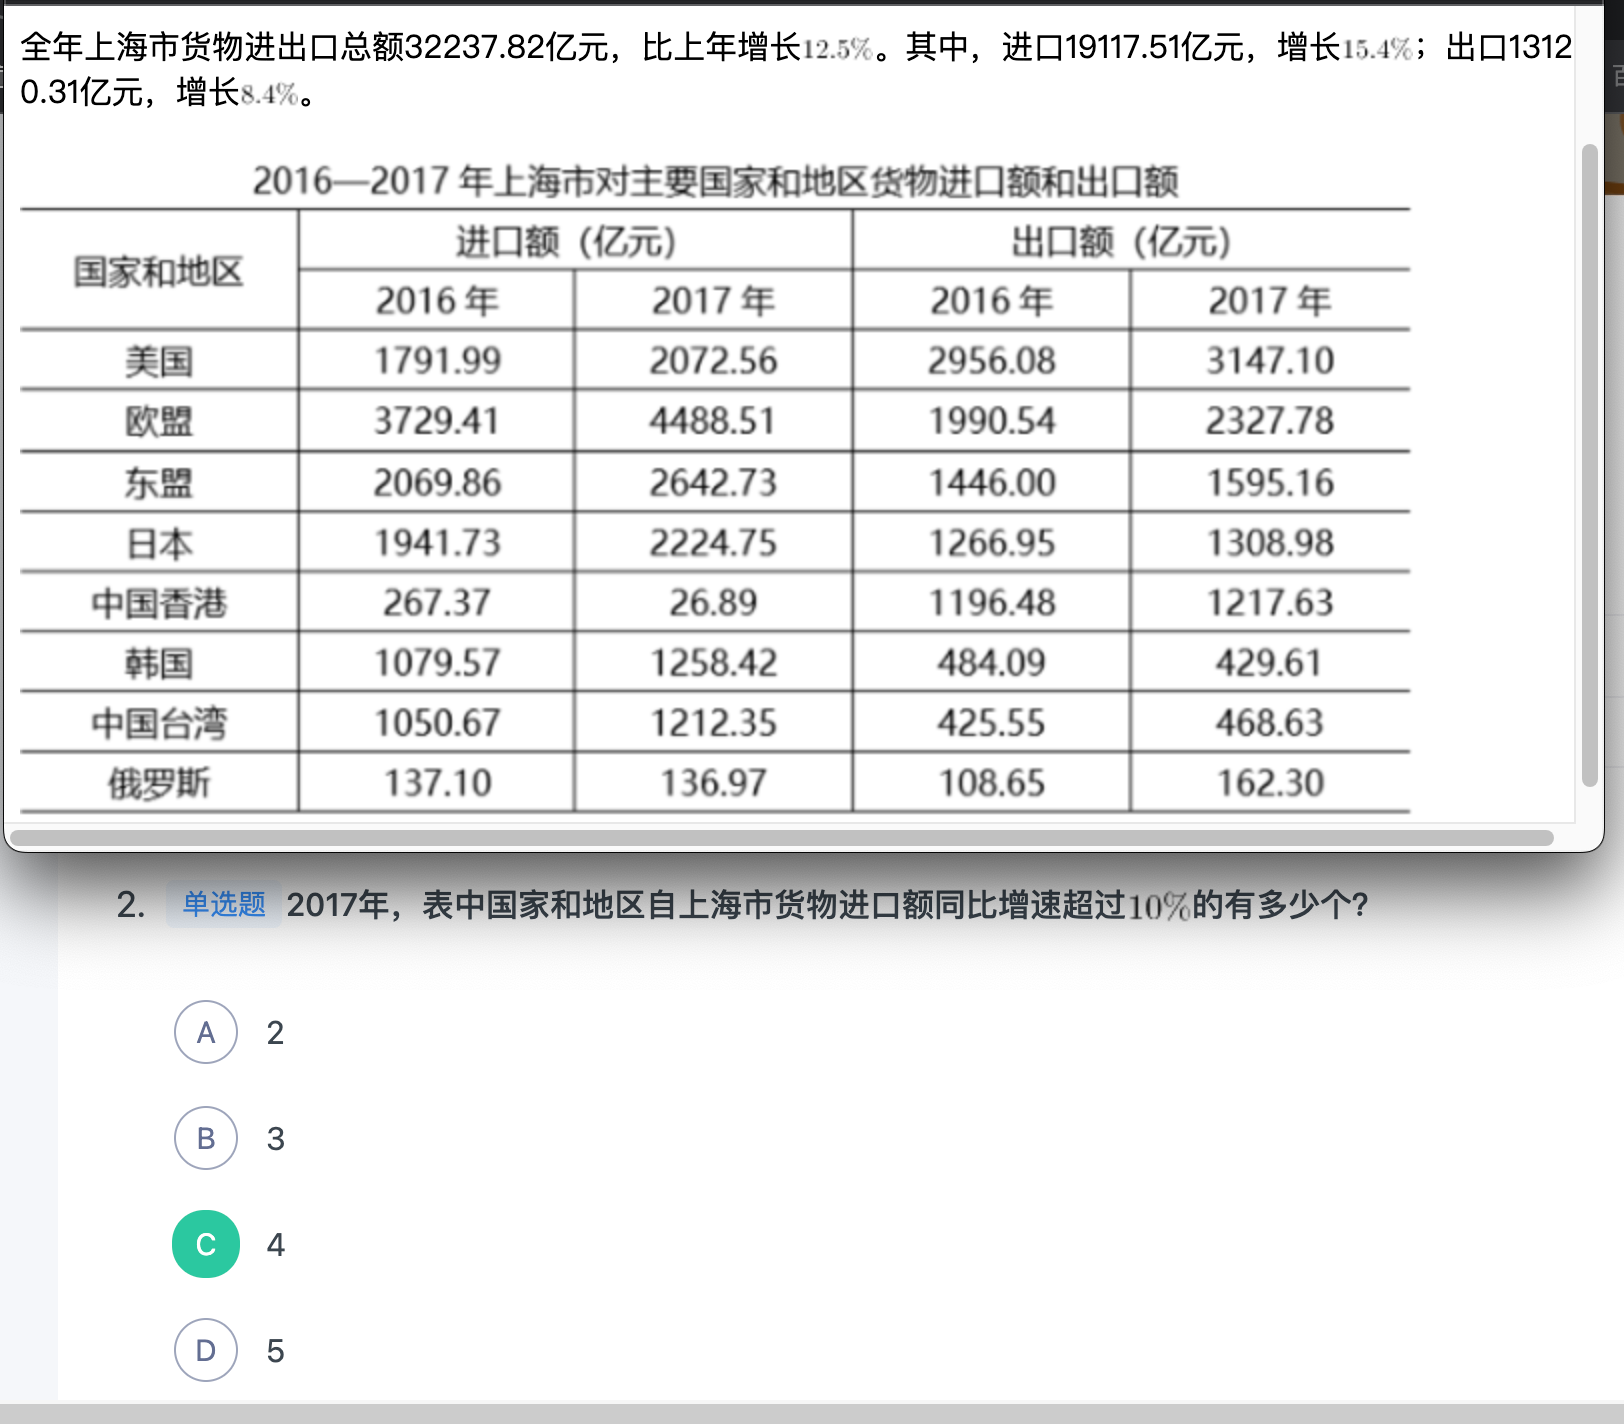 全年上海市货物进出口总额32237.82亿元，比上年增长12.5%。其中，进口19117.51亿元，增长15.4%；出口1312
0.31亿元，增长8.4%。
2016—2017 年上海市对主要国家和地区货物进口额和出口额
国家和地区 进口额（亿元） 出口额（亿元）
2016 年 2017 年 2016 年 2017 年
美国 1791.99 2072.56 2956.08 3147.10
欧盟 3729.41 4488.51 1990.54 2327.78
东盟 2069.86 2642.73 1446.00 1595.16
日本 1941.73 2224.75 1266.95 1308.98
中国香港 267.37 26.89 1196.48 1217.63
韩国 1079.57 1258.42 484.09 429.61
中国台湾 1050.67 1212.35 425.55 468.63
俄罗斯 137.10 136.97 108.65 162.30
2. 单选题 2017年，表中国家和地区自上海市货物进口额同比增速超过10%的有多少个？
A 2
B 3
C 4
D 5